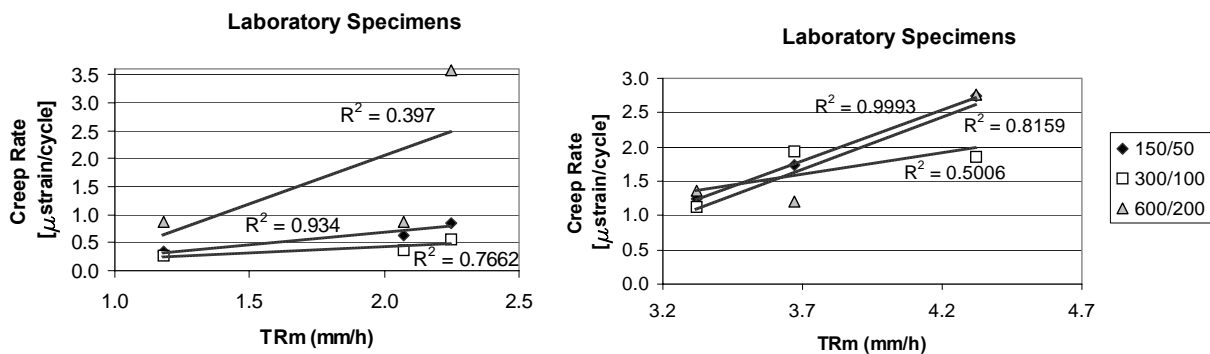 Laboratory Specimens
Creep Rate
[μstrain/cycle]
3.5
3.0
2.5
2.0
1.5
1.0
0.5
0.0
R² = 0.397
R² = 0.934
R² = 0.7662
1.0 1.5 2.0 2.5
TRm (mm/h)
Laboratory Specimens
Creep Rate
[μstrain/cycle]
3.0
2.5
2.0
1.5
1.0
0.5
0.0
R² = 0.9993
R² = 0.8159
R² = 0.5006
3.2 3.7 4.2 4.7
TRm (mm/h)
150/50
300/100
600/200